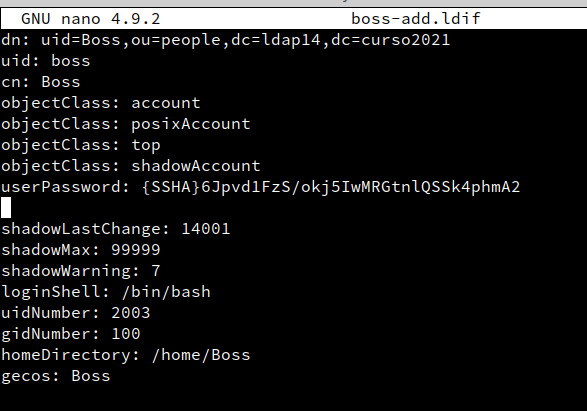 GNU nano 4.9.2 boss-add.ldif
dn: uid=Boss,ou=people,dc=ldap14,dc=curso2021
uid: boss
cn: Boss
objectClass: account
objectClass: posixAccount
objectClass: top
objectClass: shadowAccount
userPassword: {SSHA}6Jpvd1FzS/okj5IwMRGtnlQSSk4phmA2
shadowLastChange: 14001
shadowMax: 99999
shadowWarning: 7
loginShell: /bin/bash
uidNumber: 2003
gidNumber: 100
homeDirectory: /home/Boss
gecos: Boss